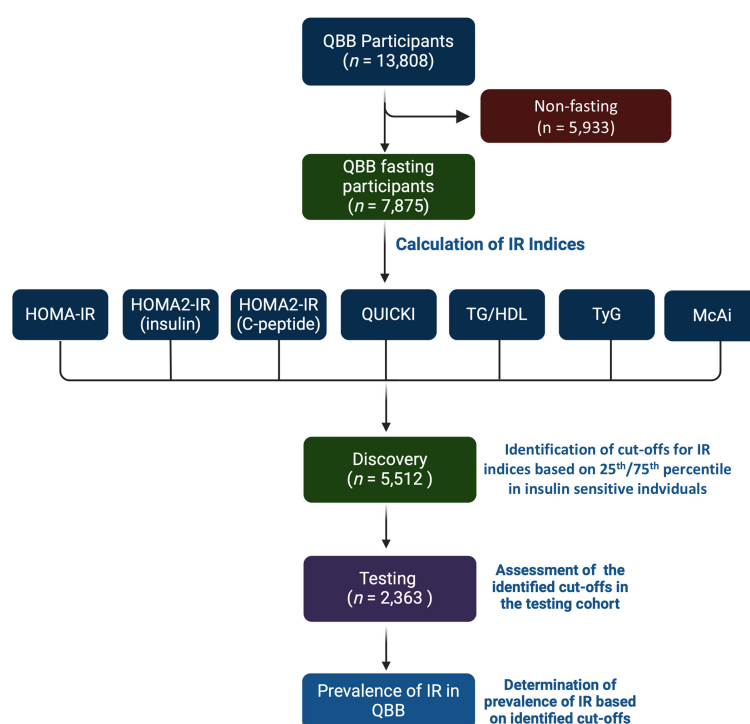 QBB Participants
(n = 13,808)
Non-fasting
(n = 5,933)
QBB fasting
participants
(n = 7,875)
Calculation of IR Indices
HOMA-IR
HOMA2-IR
(insulin)
HOMA2-IR
(C-peptide)
QUICKI
TG/HDL
TyG
McAi
Discovery
(n = 5,512 )
Identification of cut-offs for IR
indices based on 25th/75th percentile
in insulin sensitive indviduals
Testing
(n = 2,363 )
Assessment of the
identified cut-offs in
the testing cohort
Prevalence of IR in
QBB
Determination of
prevalence of IR based
on identified cut-offs